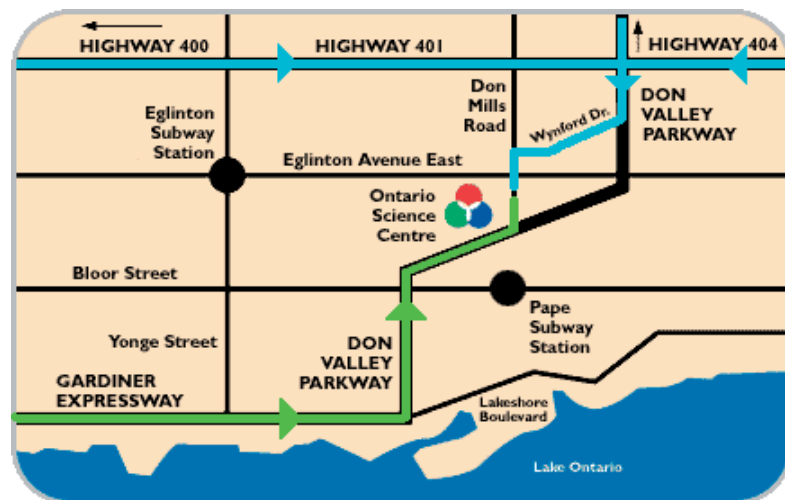 HIGHWAY 400
HIGHWAY 401
HIGHWAY 404
Eglinton
Subway
Station
Don
Mills
Road
Wynford Dr.
DON
VALLEY
PARKWAY
Eglinton Avenue East
Ontario
Science
Centre
Bloor Street
Yonge Street
DON
VALLEY
PARKWAY
Pape
Subway
Station
GARDINER
EXPRESSWAY
Lakeshore
Boulevard
Lake Ontario